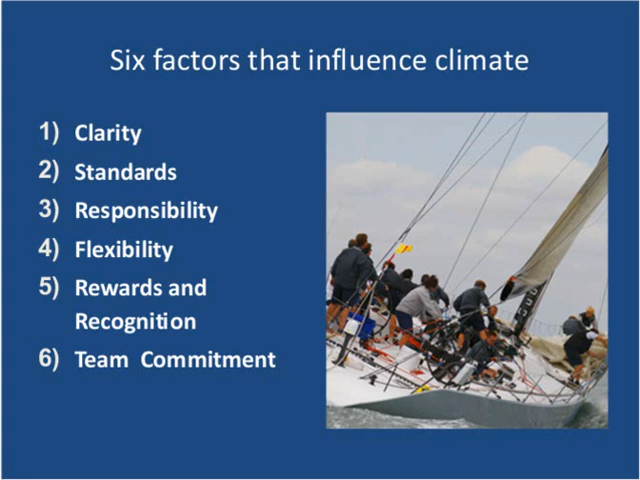 Six factors that influence climate
1) Clarity
2) Standards
3) Responsibility
4) Flexibility
5) Rewards and
Recognition
6) Team Commitment